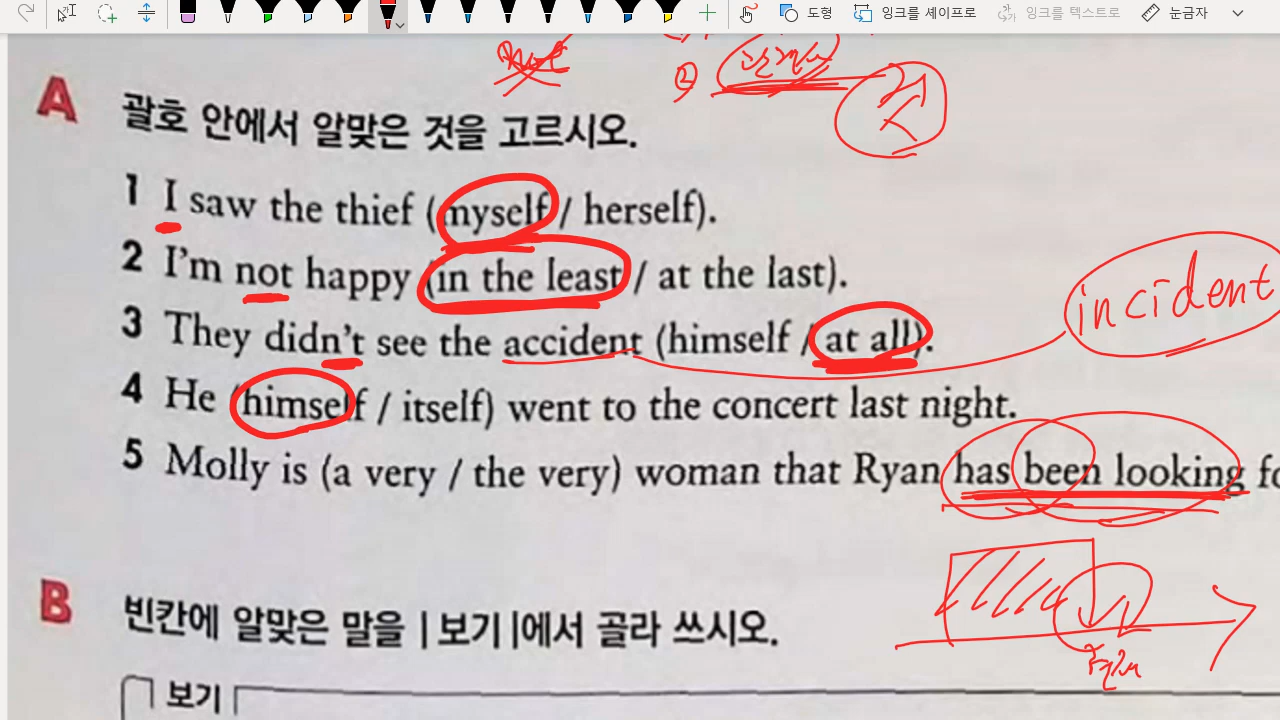 도형 잉크를 셰이프로 잉크를 텍스트로 눈금자
②
것
A 괄호 안에서 알맞은 것을 고르시오.
1 I saw the thief (myself / herself).
2 I'm not happy (in the least / at the last).
incident
3 They didn't see the accident (himself / at all).
4 He (himself / itself) went to the concert last night.
5 Molly is (a very / the very) woman that Ryan has been looking fo
B 빈칸에 알맞은 말을 |보기|에서 골라 쓰시오.
보기